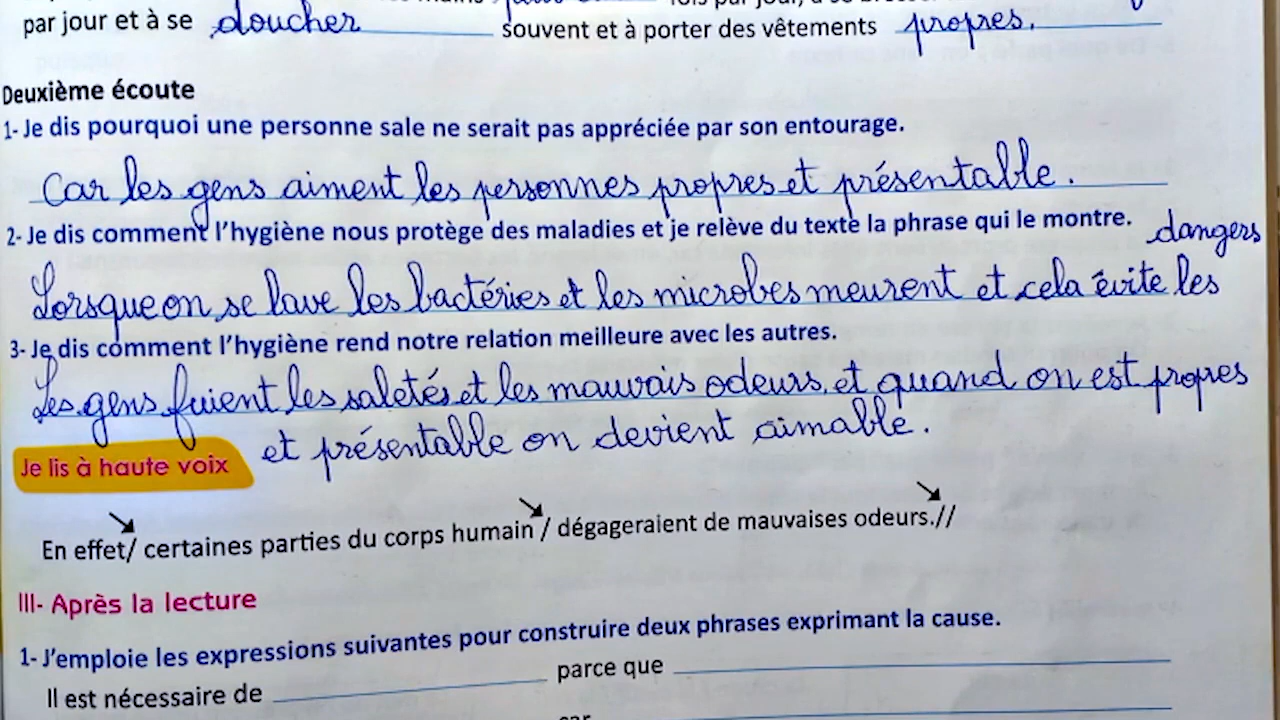 par jour et à se doucher souvent et à porter des vêtements propres.
Deuxième écoute
1- Je dis pourquoi une personne sale ne serait pas appréciée par son entourage.
Car les gens aiment les personnes propres et présentable.
2- Je dis comment l'hygiène nous protège des maladies et je relève du texte la phrase qui le montre.
dangers
Lorsque on se lave les bactéries et les microbes meurent et cela évite les
3- Je dis comment l'hygiène rend notre relation meilleure avec les autres.
Les gens fuient les saletés et les mauvais odeurs, et quand on est propres
et présentable on devient aimable.
Je lis à haute voix
En effet/ certaines parties du corps humain / dégageraient de mauvaises odeurs.//
III- Après la lecture
1- J'emploie les expressions suivantes pour construire deux phrases exprimant la cause.
Il est nécessaire de parce que
car